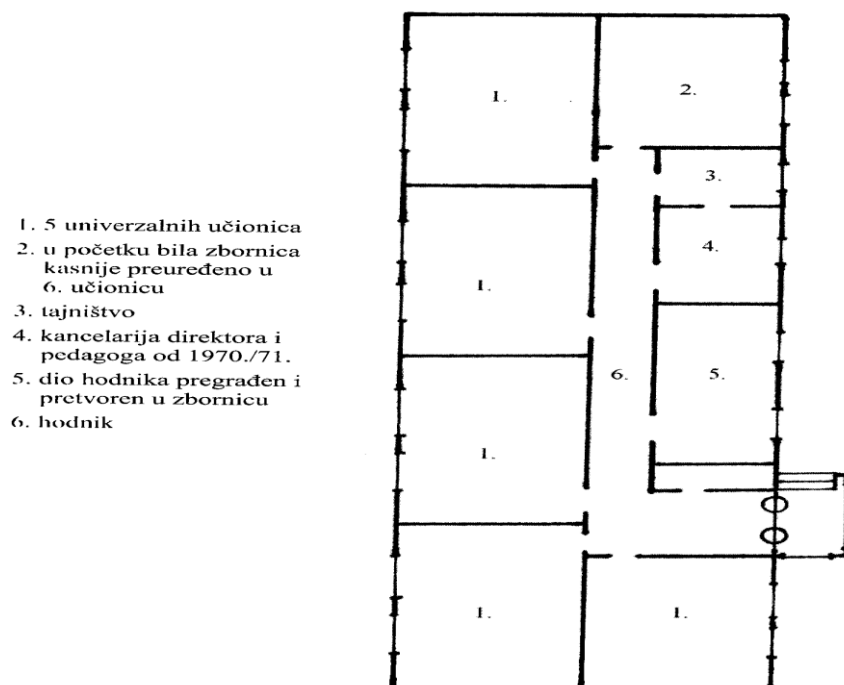 1. 5 univerzalnih učionica
2. u početku bila zbornica
kasnije preuređeno u
6. učionicu
3. tajništvo
4. kancelarija direktora i
pedagoga od 1970./71.
5. dio hodnika pregrađen i
pretvoren u zbornicu
6. hodnik
1.
2.
3.
4.
1.
6.
5.
1.
1.
1.